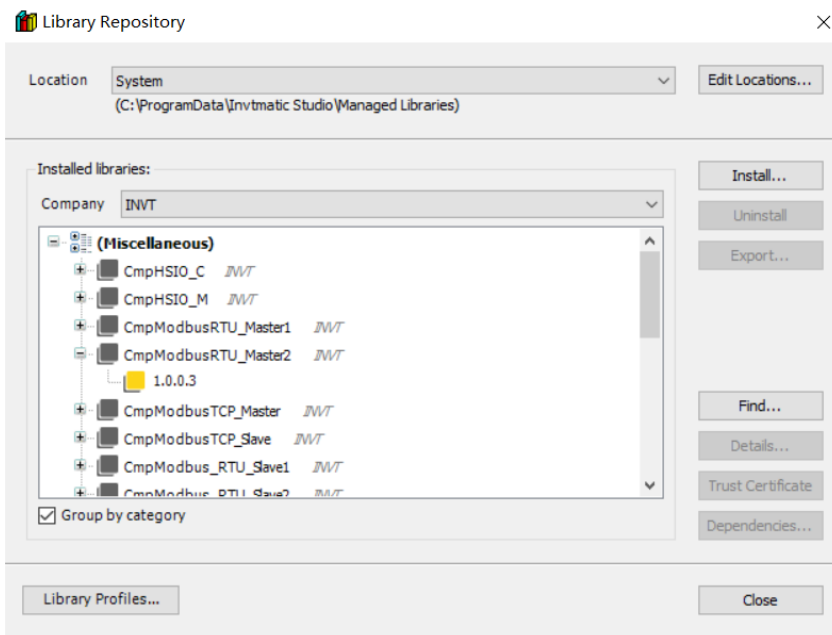 Library Repository
Location System Edit Locations...
(C:\ProgramData\Invtmatic Studio\Managed Libraries)
Installed libraries:
Install...
Company INVT
Uninstall
(Miscellaneous)
Export...
CmpHSIO_C INVT
CmpHSIO_M INVT
CmpModbusRTU_Master1 INVT
CmpModbusRTU_Master2 INVT
1.0.0.3
CmpModbusTCP_Master INVT
Find...
CmpModbusTCP_Slave INVT
Details...
CmpModbus_RTU_Slave1 INVT
Trust Certificate
CmpModbus_RTU_Slave2 INVT
Group by category
Dependencies...
Library Profiles... Close